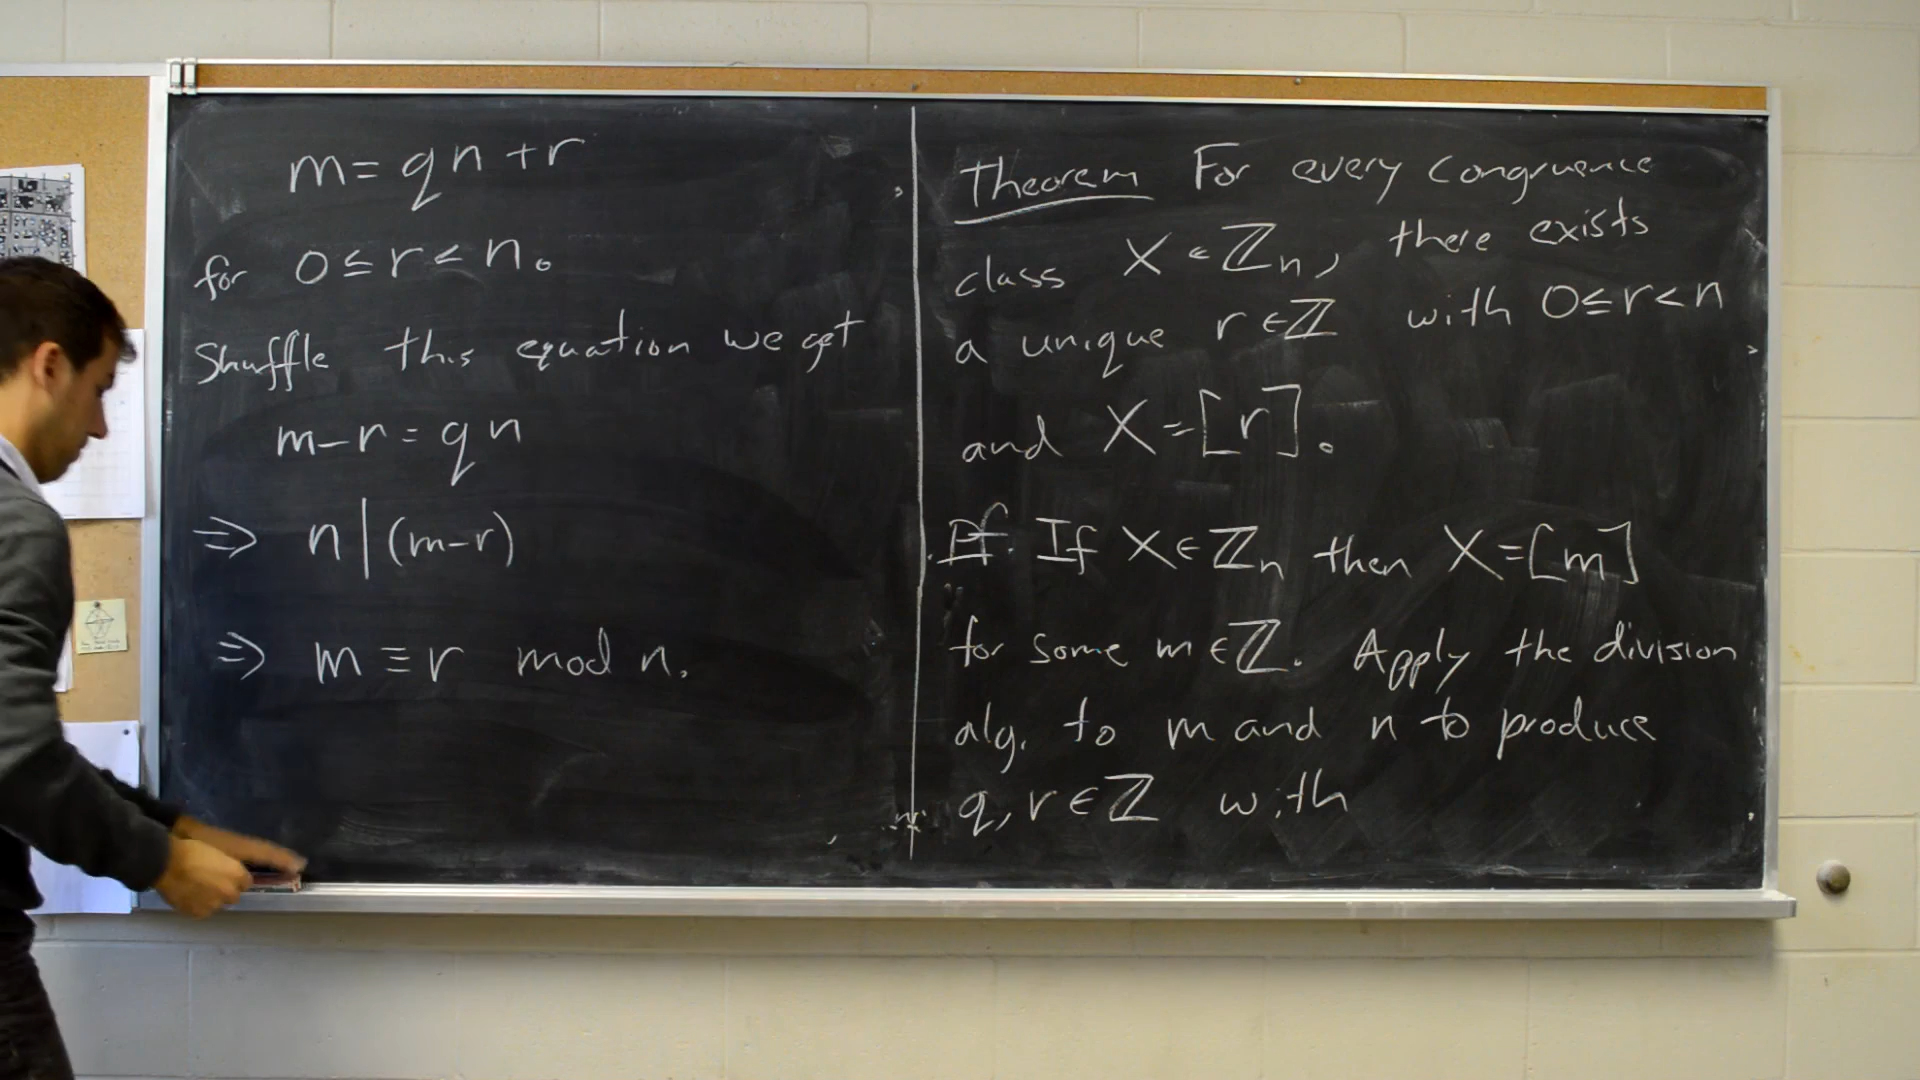 Theorem For every congruence
class X ∈ ℤn, there exists
a unique r ∈ ℤ with 0 ≤ r < n
and X = [r].
Pf. If X ∈ ℤn then X = [m]
for some m ∈ ℤ. Apply the division
alg. to m and n to produce
q, r ∈ ℤ with
m = qn + r
for 0 ≤ r < n.
Shuffle this equation we get
m - r = qn
⇒ n | (m - r)
⇒ m ≡ r mod n.